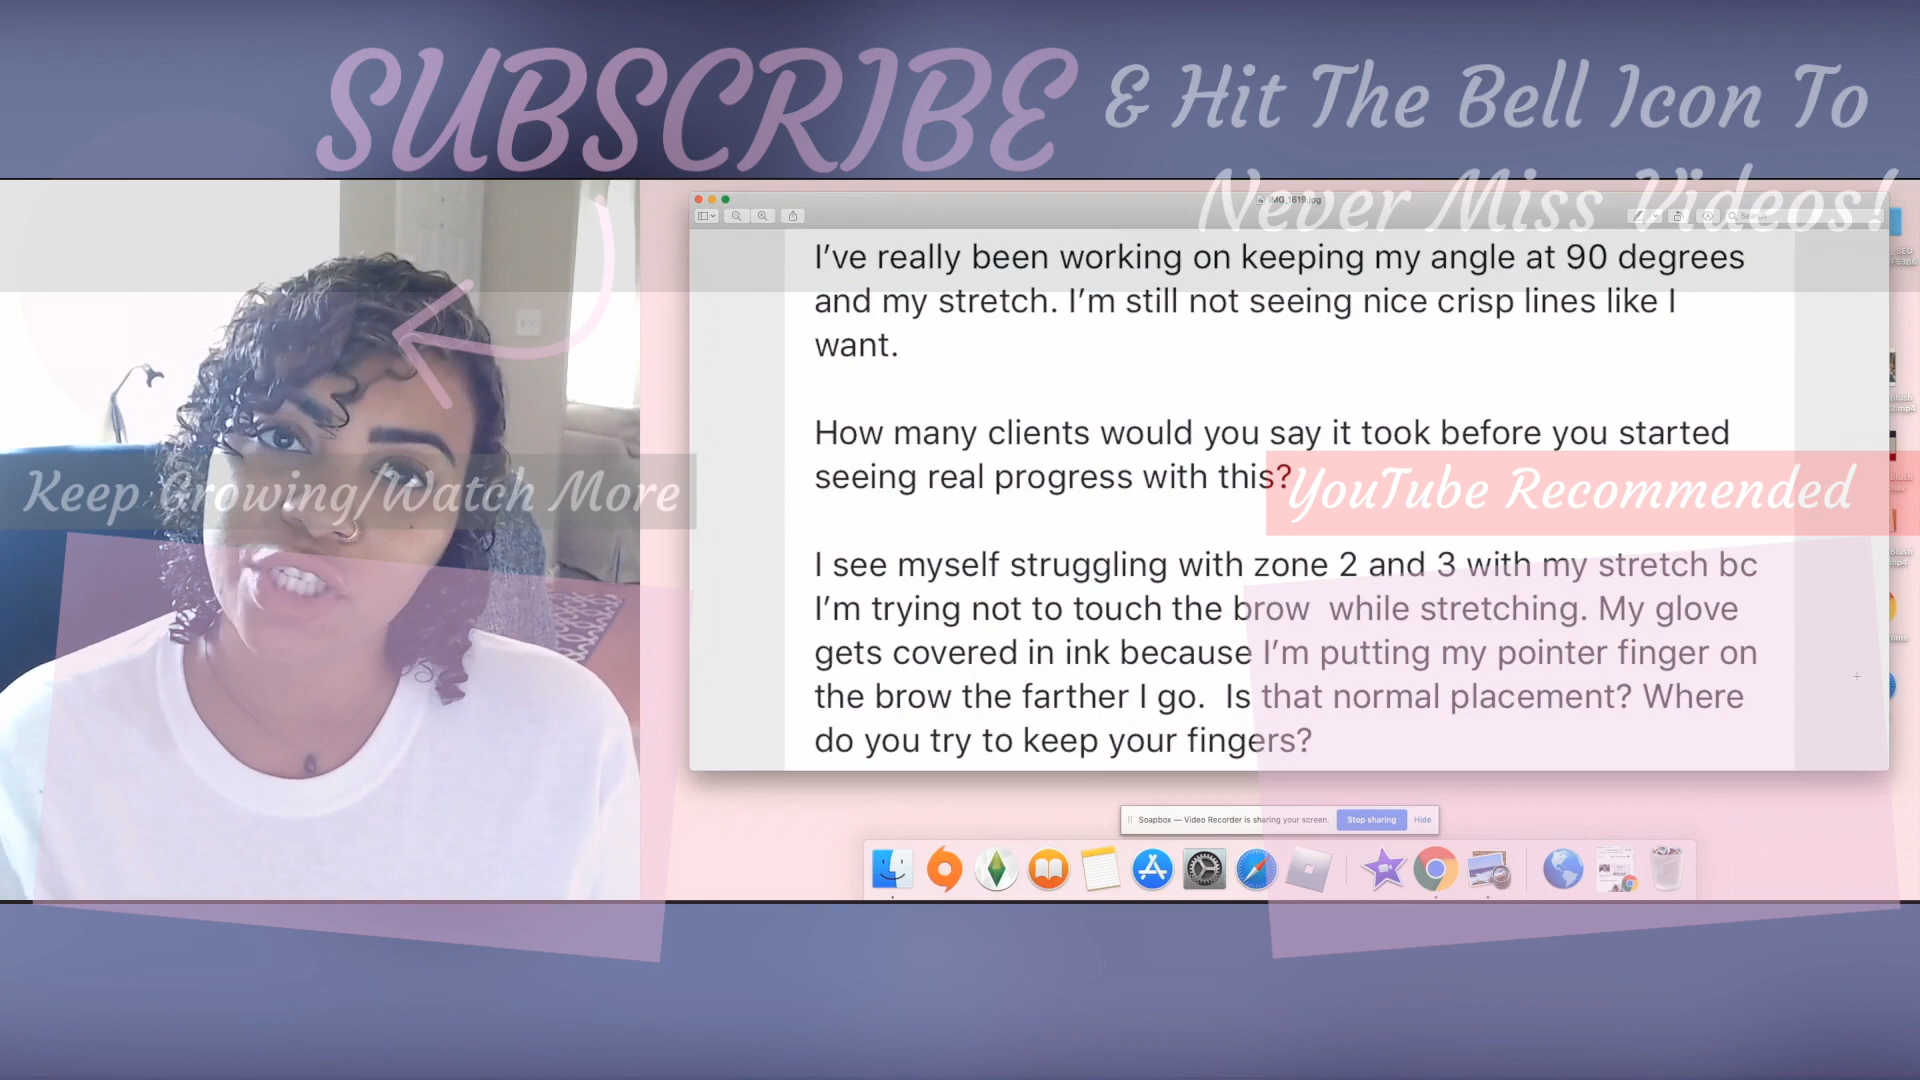 SUBSCRIBE & Hit The Bell Icon To
Never Miss Videos!
IMG_1619.jpg
Search
I’ve really been working on keeping my angle at 90 degrees
and my stretch. I’m still not seeing nice crisp lines like I
want.
How many clients would you say it took before you started
seeing real progress with this?
Keep Growing/Watch More
YouTube Recommended
I see myself struggling with zone 2 and 3 with my stretch bc
I’m trying not to touch the brow while stretching. My glove
gets covered in ink because I’m putting my pointer finger on
the brow the farther I go. Is that normal placement? Where
do you try to keep your fingers?
Soapbox — Video Recorder is sharing your screen. Stop sharing Hide